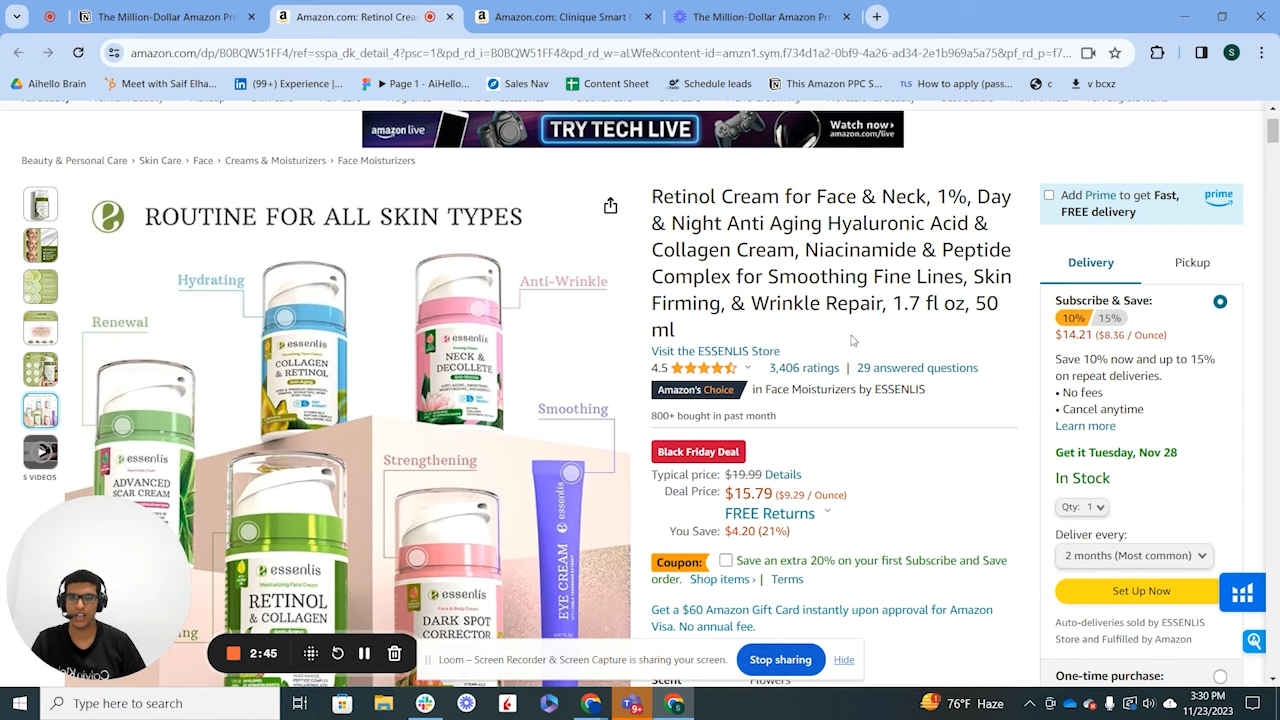 The Million-Dollar Pr
Amazon.com: Retinol Cre
Amazon.com: Clinique Smart C
The Million-Dollar Amazon Pr
amazon.com/dp/B0BQW51FF4/ref=sspa_dk_detail_4?psc=1&pd_rd_i=B0BQW51FF4&pd_rd_w=aLWfe&content-id=amzn1.sym.f734d1a2-0bf9-4a26-ad34-2e1b969a5a75&pf_rd_p=f7...
S
Aihello Brain
Meet with Saif Elha...
(99+) Experience |...
▶ Page 1 - AiHello...
Sales Nav
Content Sheet
Schedule leads
This Amazon PPC St...
TLS How to apply (pass...
c
v bcxz
amazon live
TRY TECH LIVE
Watch now›
amazon.com/live
Beauty & Personal Care › Skin Care › Face › Creams & Moisturizers › Face Moisturizers
ROUTINE FOR ALL SKIN TYPES
Hydrating
Anti-Wrinkle
Renewal
Smoothing
Strengthening
essenlis
COLLAGEN
& RETINOL
essenlis
NECK &
DECOLLETE
ADVANCED
SCAR CREAM
essenlis
Moisturizing Face Cream
RETINOL
& COLLAGEN
essenlis
Face & Body Cream
DARK SPOT
CORRECTOR
essenlis
EYE CREAM
5 VIDEOS
Retinol Cream for Face & Neck, 1%, Day
& Night Anti Aging Hyaluronic Acid &
Collagen Cream, Niacinamide & Peptide
Complex for Smoothing Fine Lines, Skin
Firming, & Wrinkle Repair, 1.7 fl oz, 50
ml
Visit the ESSENLIS Store
4.5 3,406 ratings | 29 answered questions
Amazon's Choice in Face Moisturizers by ESSENLIS
800+ bought in past month
Black Friday Deal
Typical price: $19.99 Details
Deal Price: $15.79 ($9.29 / Ounce)
FREE Returns
You Save: $4.20 (21%)
Coupon: Save an extra 20% on your first Subscribe and Save
order. Shop items › | Terms
Get a $60 Amazon Gift Card instantly upon approval for Amazon
Visa. No annual fee.
Scent Flowers
Add Prime to get Fast,
FREE delivery
prime
Delivery
Pickup
Subscribe & Save:
10% 15%
$14.21 ($8.36 / Ounce)
Save 10% now and up to 15%
on repeat deliveries.
• No fees
• Cancel anytime
Learn more
Get it Tuesday, Nov 28
In Stock
Qty: 1
Deliver every:
2 months (Most common)
Set Up Now
Auto-deliveries sold by ESSENLIS
Store and Fulfilled by Amazon
One-time purchase:
2:45
Loom – Screen Recorder & Screen Capture is sharing your screen.
Stop sharing
Hide
Type here to search
9+
76°F Haze
3:30 PM
11/23/2023